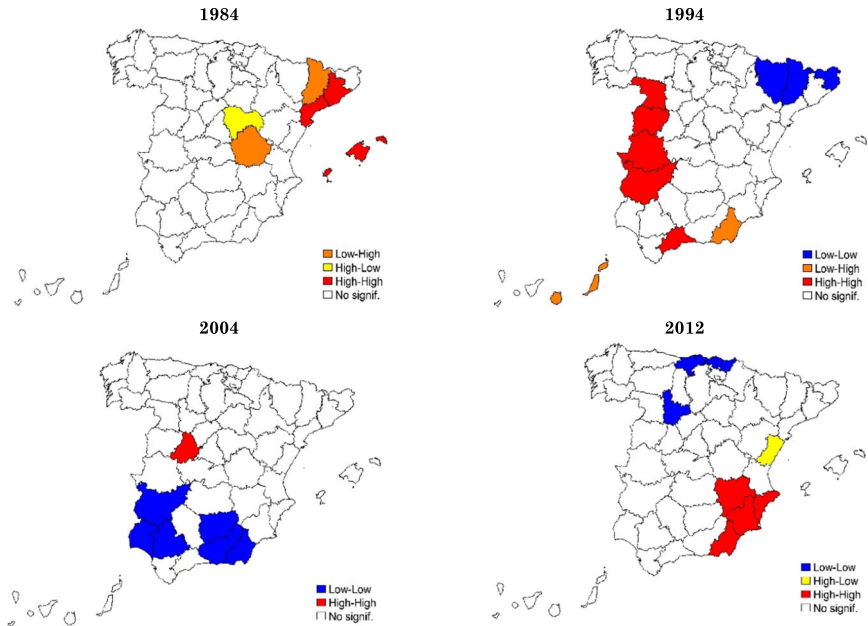 1984
Low-High
High-Low
High-High
No signif.
1994
Low-Low
Low-High
High-High
No signif.
2004
Low-Low
High-High
No signif.
2012
Low-Low
High-Low
High-High
No signif.